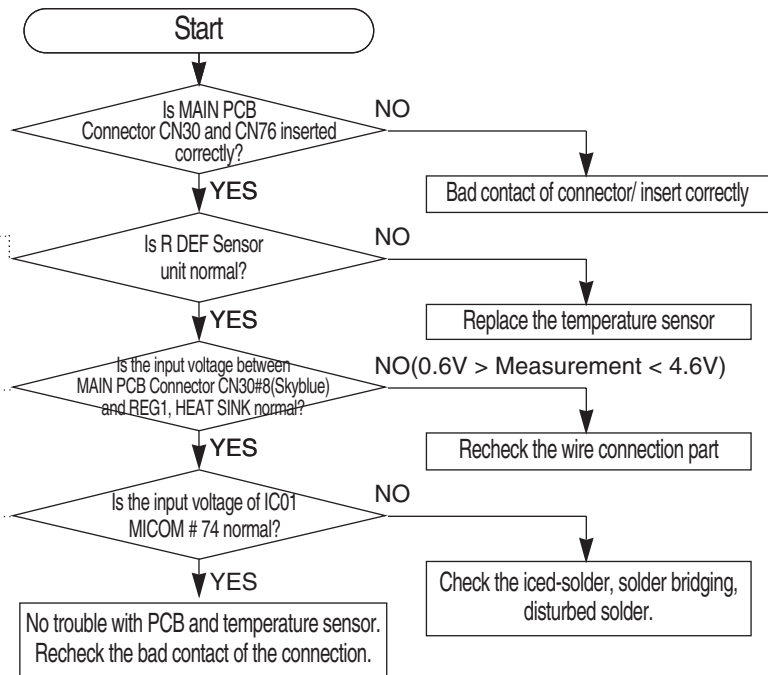 Start
Is MAIN PCB
Connector CN30 and CN76 inserted
correctly?
NO
Bad contact of connector/ insert correctly
YES
Is R DEF Sensor
unit normal?
NO
Replace the temperature sensor
YES
Is the input voltage between
MAIN PCB Connector CN30#8(Skyblue)
and REG1, HEAT SINK normal?
NO(0.6V > Measurement < 4.6V)
Recheck the wire connection part
YES
Is the input voltage of IC01
MICOM # 74 normal?
NO
Check the iced-solder, solder bridging,
disturbed solder.
YES
No trouble with PCB and temperature sensor.
Recheck the bad contact of the connection.